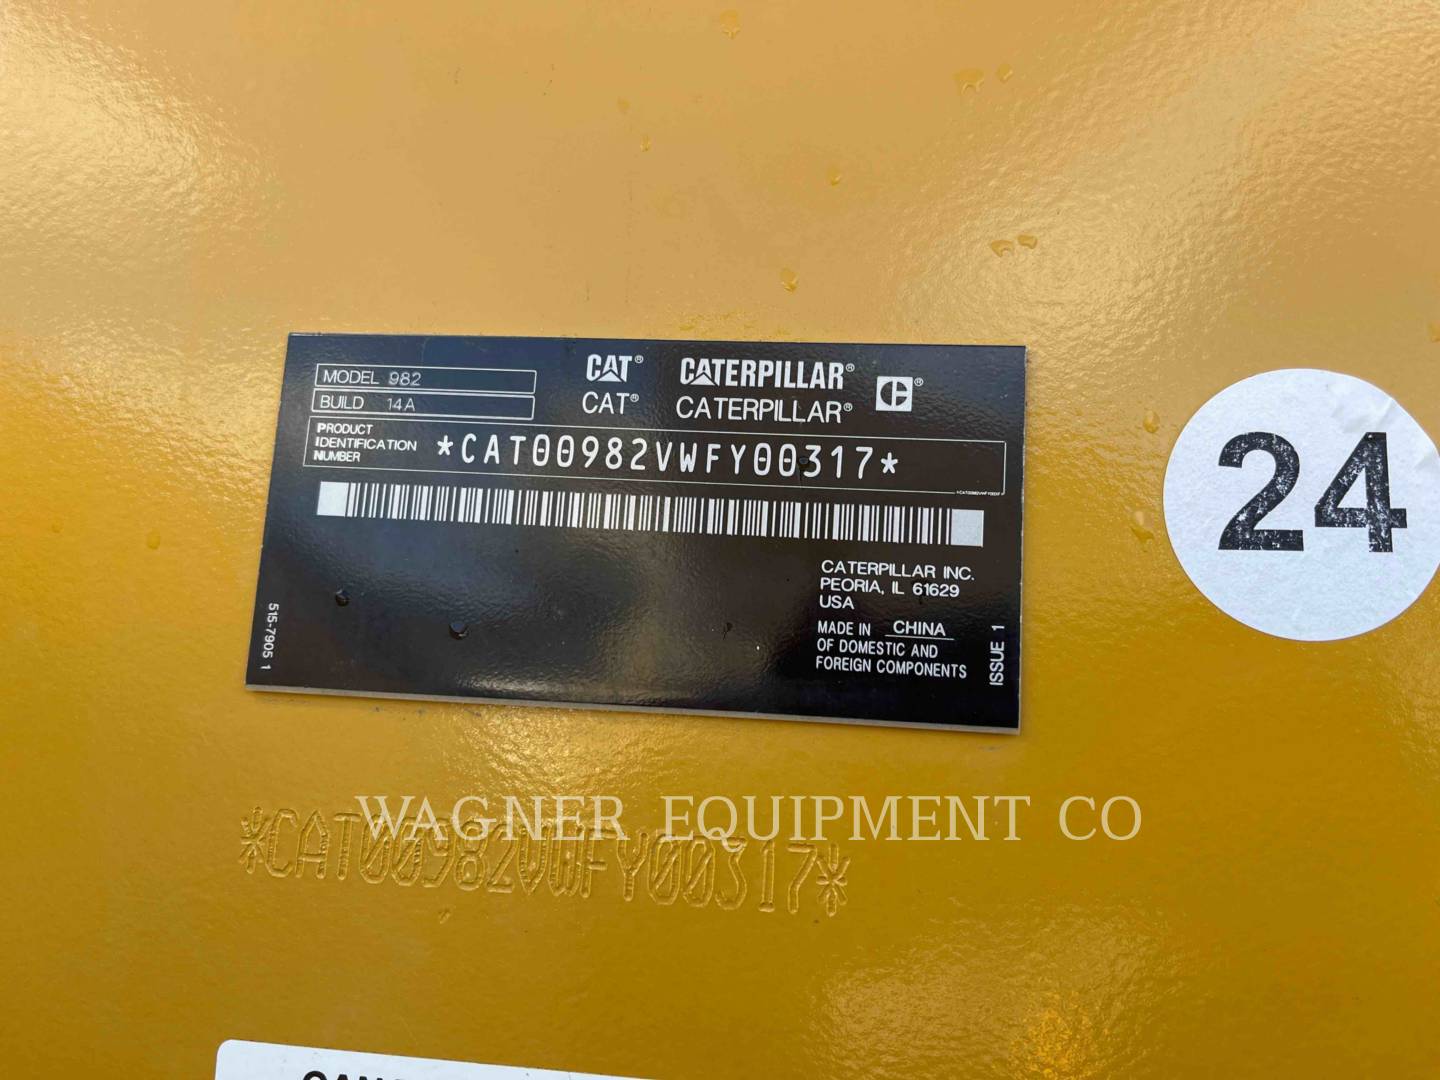 CAT® CATERPILLAR®
CAT® CATERPILLAR®
MODEL 982
BUILD 14A
PRODUCT
IDENTIFICATION
NUMBER
*CAT00982VWFY00317*
CATERPILLAR INC.
PEORIA, IL 61629
USA
MADE IN CHINA
OF DOMESTIC AND
FOREIGN COMPONENTS
515-7905 1
ISSUE 1
24
WAGNER EQUIPMENT CO
*CAT00982VWFY00317*